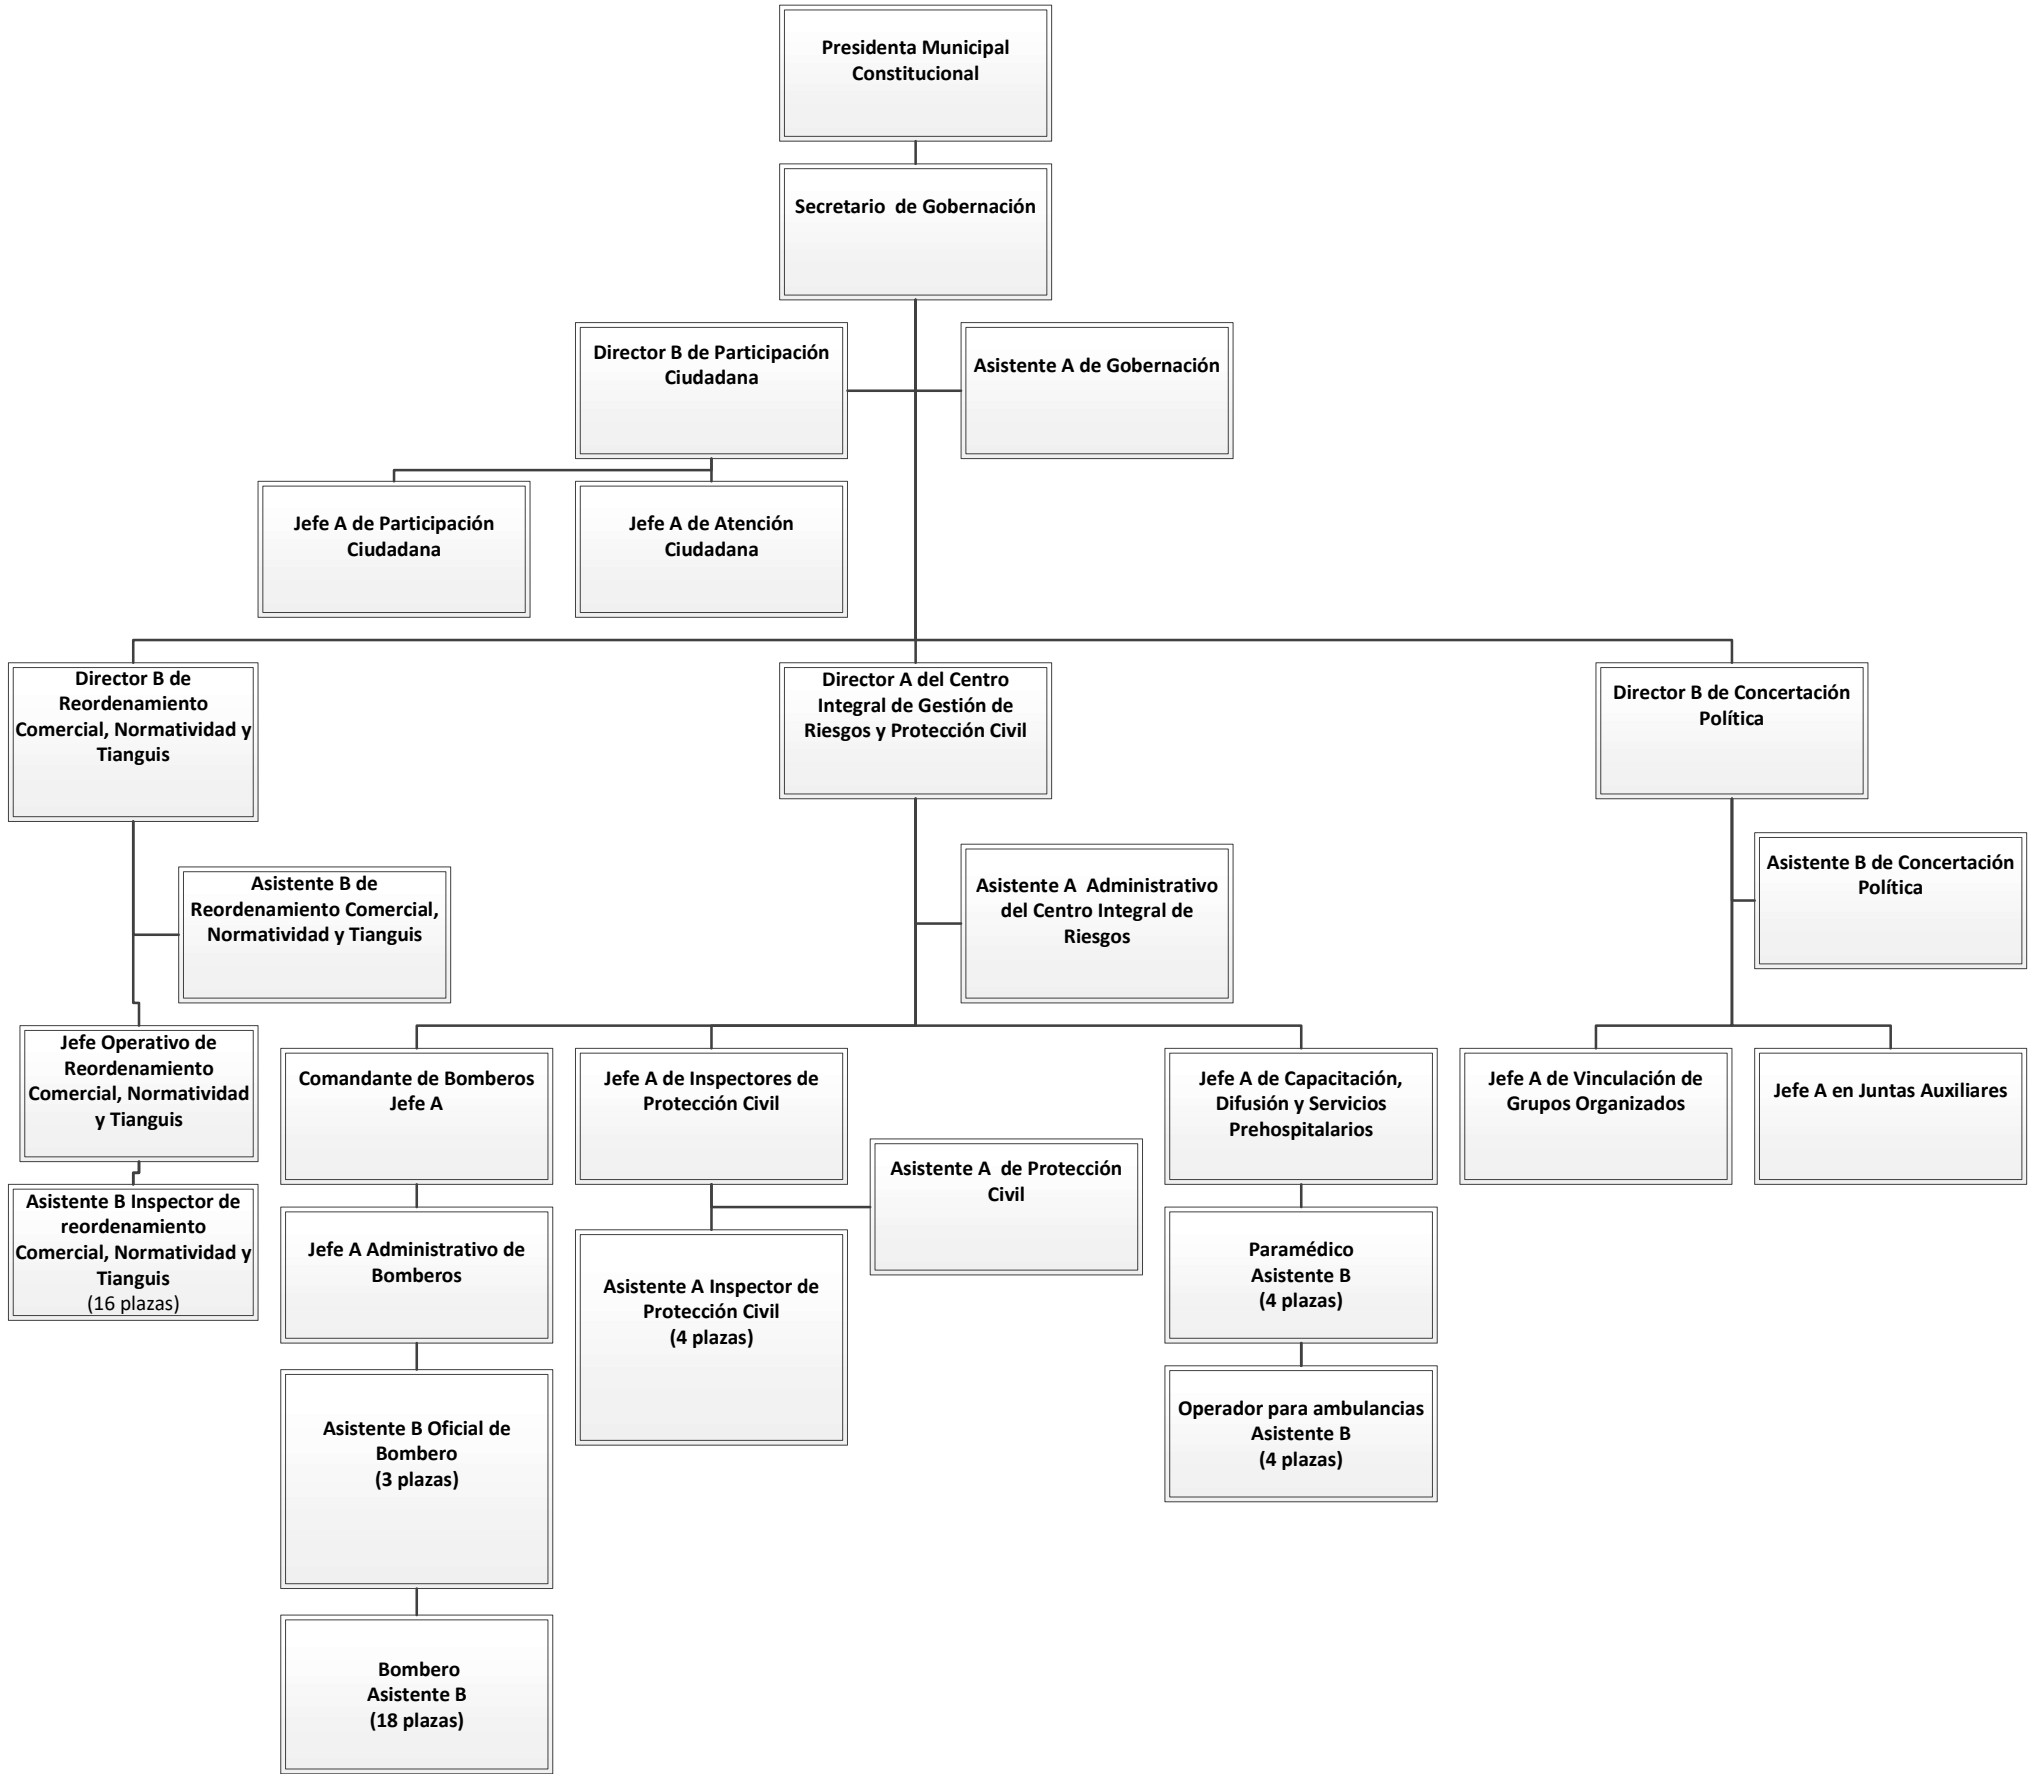 Presidenta Municipal
Constitucional
Secretario  de Gobernación
Director B de Participación
Ciudadana
Asistente A de Gobernación
Jefe A de Participación
Ciudadana
Jefe A de Atención
Ciudadana
Director B de
Reordenamiento
Comercial, Normatividad y
Tianguis
Director A del Centro
Integral de Gestión de
Riesgos y Protección Civil
Director B de Concertación
Política
Asistente B de
Reordenamiento Comercial,
Normatividad y Tianguis
Asistente A  Administrativo
del Centro Integral de
Riesgos
Asistente B de Concertación
Política
Jefe Operativo de
Reordenamiento
Comercial, Normatividad
y Tianguis
Comandante de Bomberos
Jefe A
Jefe A de Inspectores de
Protección Civil
Jefe A de Capacitación,
Difusión y Servicios
Prehospitalarios
Jefe A de Vinculación de
Grupos Organizados
Jefe A en Juntas Auxiliares
Asistente A  de Protección
Civil
Asistente B Inspector de
reordenamiento
Comercial, Normatividad y
Tianguis
(16 plazas)
Jefe A Administrativo de
Bomberos
Asistente A Inspector de
Protección Civil
(4 plazas)
Paramédico
Asistente B
(4 plazas)
Asistente B Oficial de
Bombero
(3 plazas)
Operador para ambulancias
Asistente B
(4 plazas)
Bombero
Asistente B
(18 plazas)